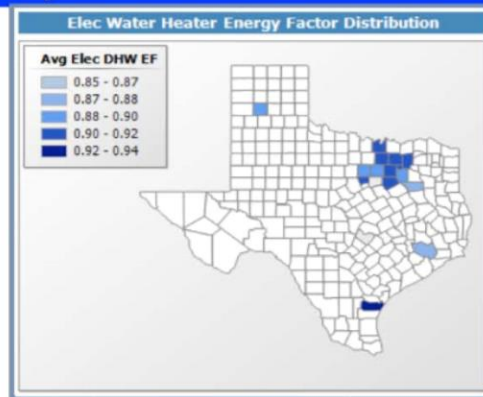 Elec Water Heater Energy Factor Distribution
Avg Elec DHW EF
0.85 - 0.87
0.87 - 0.88
0.88 - 0.90
0.90 - 0.92
0.92 - 0.94